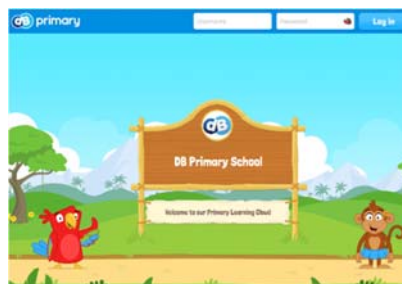 dB primary
Username
Password
Log in
dB
DB Primary School
Welcome to our Primary Learning Cloud